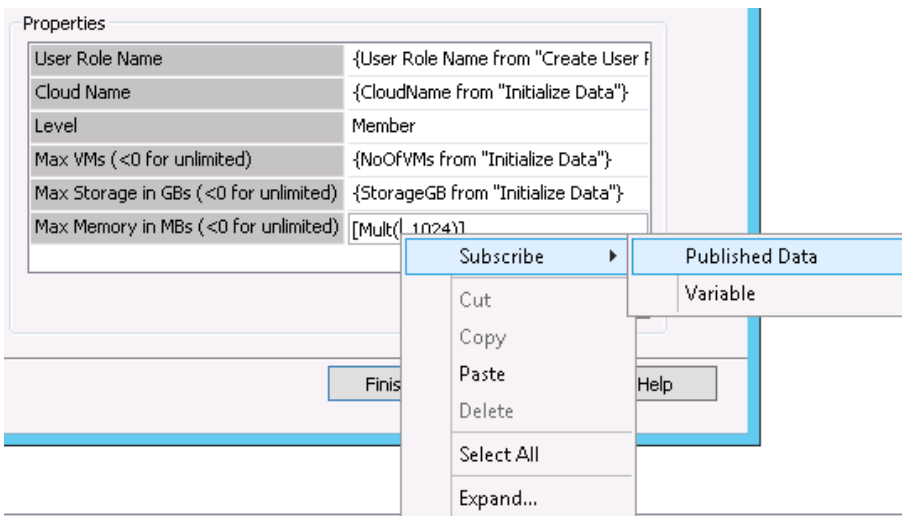 Properties
User Role Name {User Role Name from "Create User
Cloud Name {CloudName from "Initialize Data"}
Level Member
Max VMs (<0 for unlimited) {NoOfVMs from "Initialize Data"}
Max Storage in GBs (<0 for unlimited) {StorageGB from "Initialize Data"}
Max Memory in MBs (<0 for unlimited) [Mult( 1024)]
Subscribe Published Data
Variable
Cut
Copy
Paste
Finis Help
Delete
Select All
Expand...